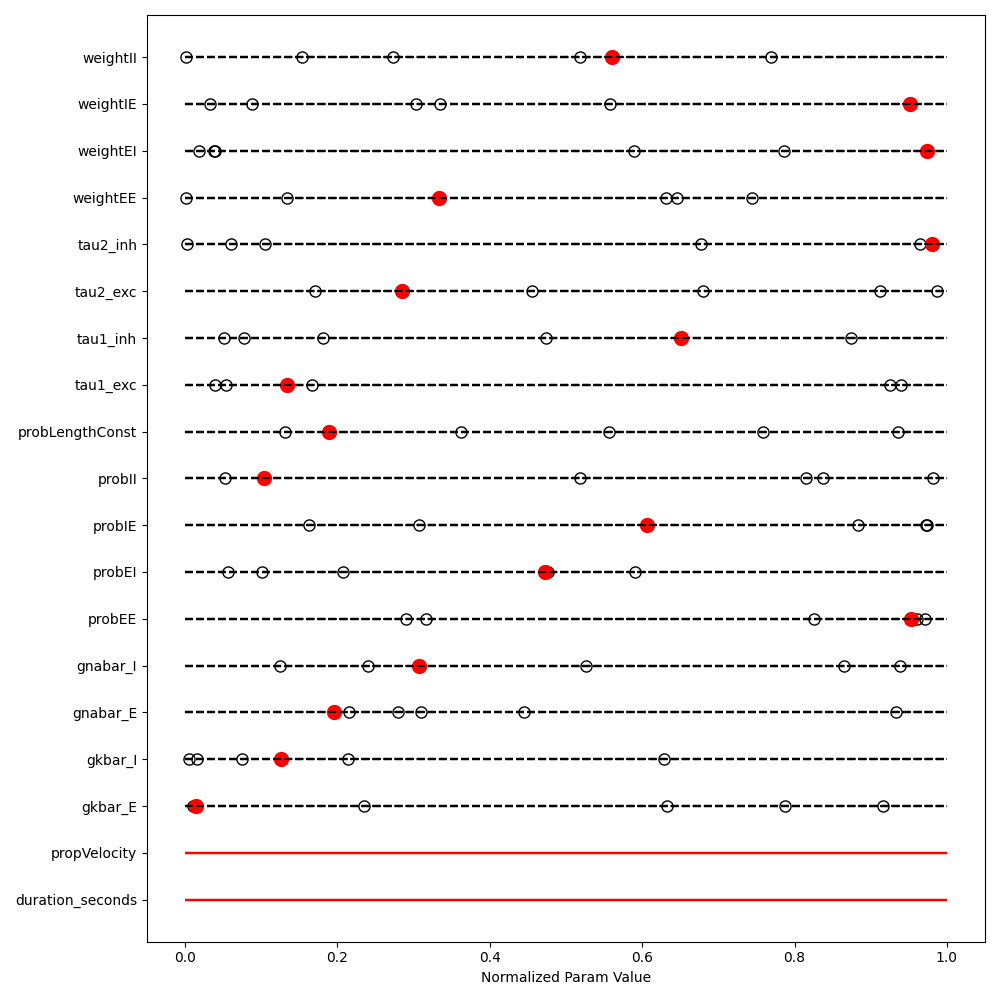 weightII
weightIE
weightEI
weightEE
tau2_inh
tau2_exc
tau1_inh
tau1_exc
probLengthConst
probII
probIE
probEI
probEE
gnabar_I
gnabar_E
gkbar_I
gkbar_E
propVelocity
duration_seconds
0.0 0.2 0.4 0.6 0.8 1.0
Normalized Param Value